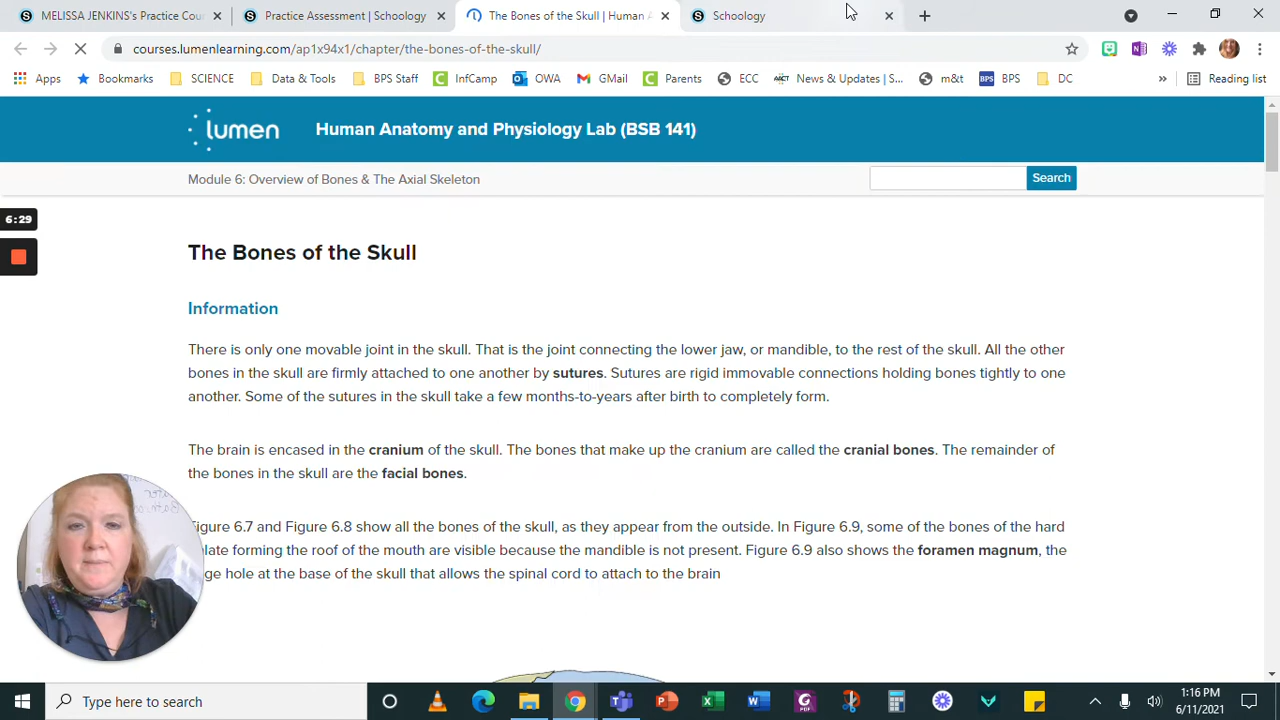 MELISSA JENKINS's Practice Cou
Practice Assessment | Schoology
The Bones of the Skull | Human A
Schoology
courses.lumenlearning.com/ap1x94x1/chapter/the-bones-of-the-skull/
Apps
Bookmarks
SCIENCE
Data & Tools
BPS Staff
InfCamp
OWA
GMail
Parents
ECC
News & Updates | S...
m&t
BPS
DC
»
Reading list
lumen
Human Anatomy and Physiology Lab (BSB 141)
Module 6: Overview of Bones & The Axial Skeleton
Search
6:29
The Bones of the Skull
Information
There is only one movable joint in the skull. That is the joint connecting the lower jaw, or mandible, to the rest of the skull. All the other
bones in the skull are firmly attached to one another by sutures. Sutures are rigid immovable connections holding bones tightly to one
another. Some of the sutures in the skull take a few months-to-years after birth to completely form.
The brain is encased in the cranium of the skull. The bones that make up the cranium are called the cranial bones. The remainder of
the bones in the skull are the facial bones.
Figure 6.7 and Figure 6.8 show all the bones of the skull, as they appear from the outside. In Figure 6.9, some of the bones of the hard
late forming the roof of the mouth are visible because the mandible is not present. Figure 6.9 also shows the foramen magnum, the
ge hole at the base of the skull that allows the spinal cord to attach to the brain
Type here to search
1:16 PM
6/11/2021